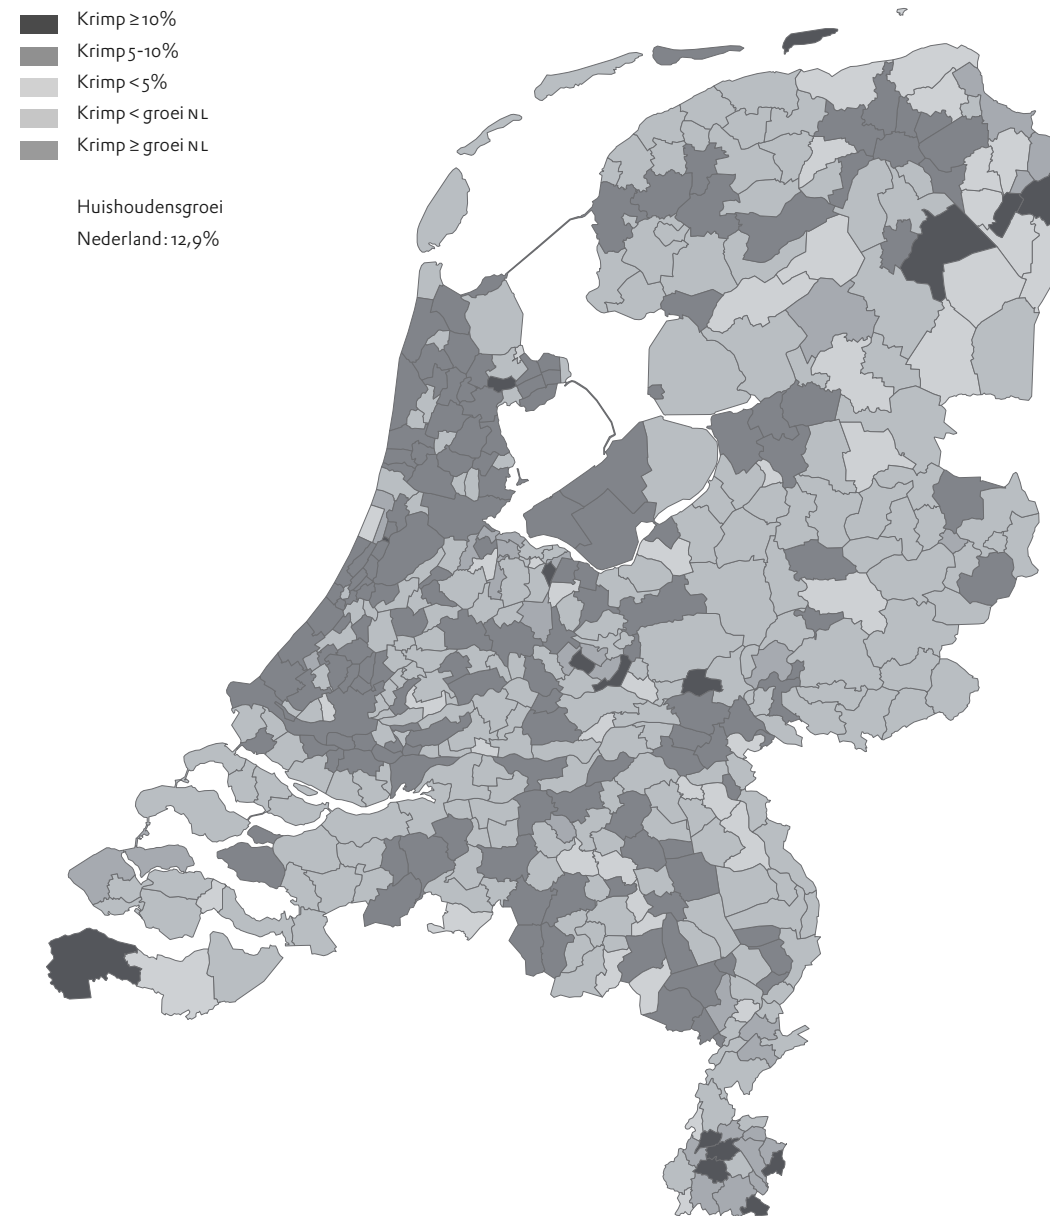 Krimp ≥ 10%
Krimp 5-10%
Krimp < 5%
Krimp < groei NL
Krimp ≥ groei NL
Huishoudensgroei
Nederland: 12,9%